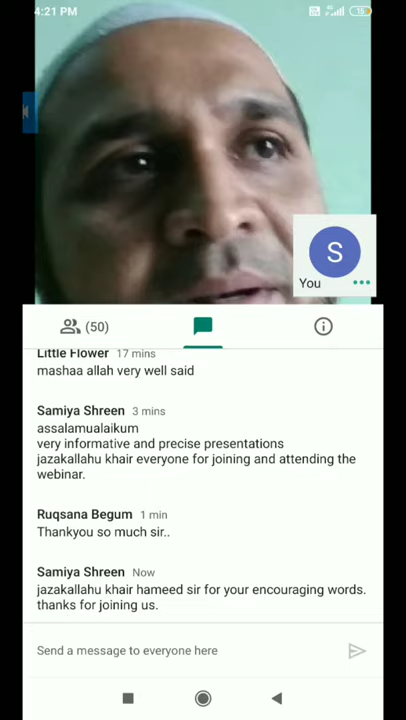 4:21 PM
4G
15
S
You
(50)
Little Flower 17 mins
mashaa allah very well said
Samiya Shreen 3 mins
assalamualaikum
very informative and precise presentations
jazakallahu khair everyone for joining and attending the
webinar.
Ruqsana Begum 1 min
Thankyou so much sir..
Samiya Shreen Now
jazakallahu khair hameed sir for your encouraging words.
thanks for joining us.
Send a message to everyone here